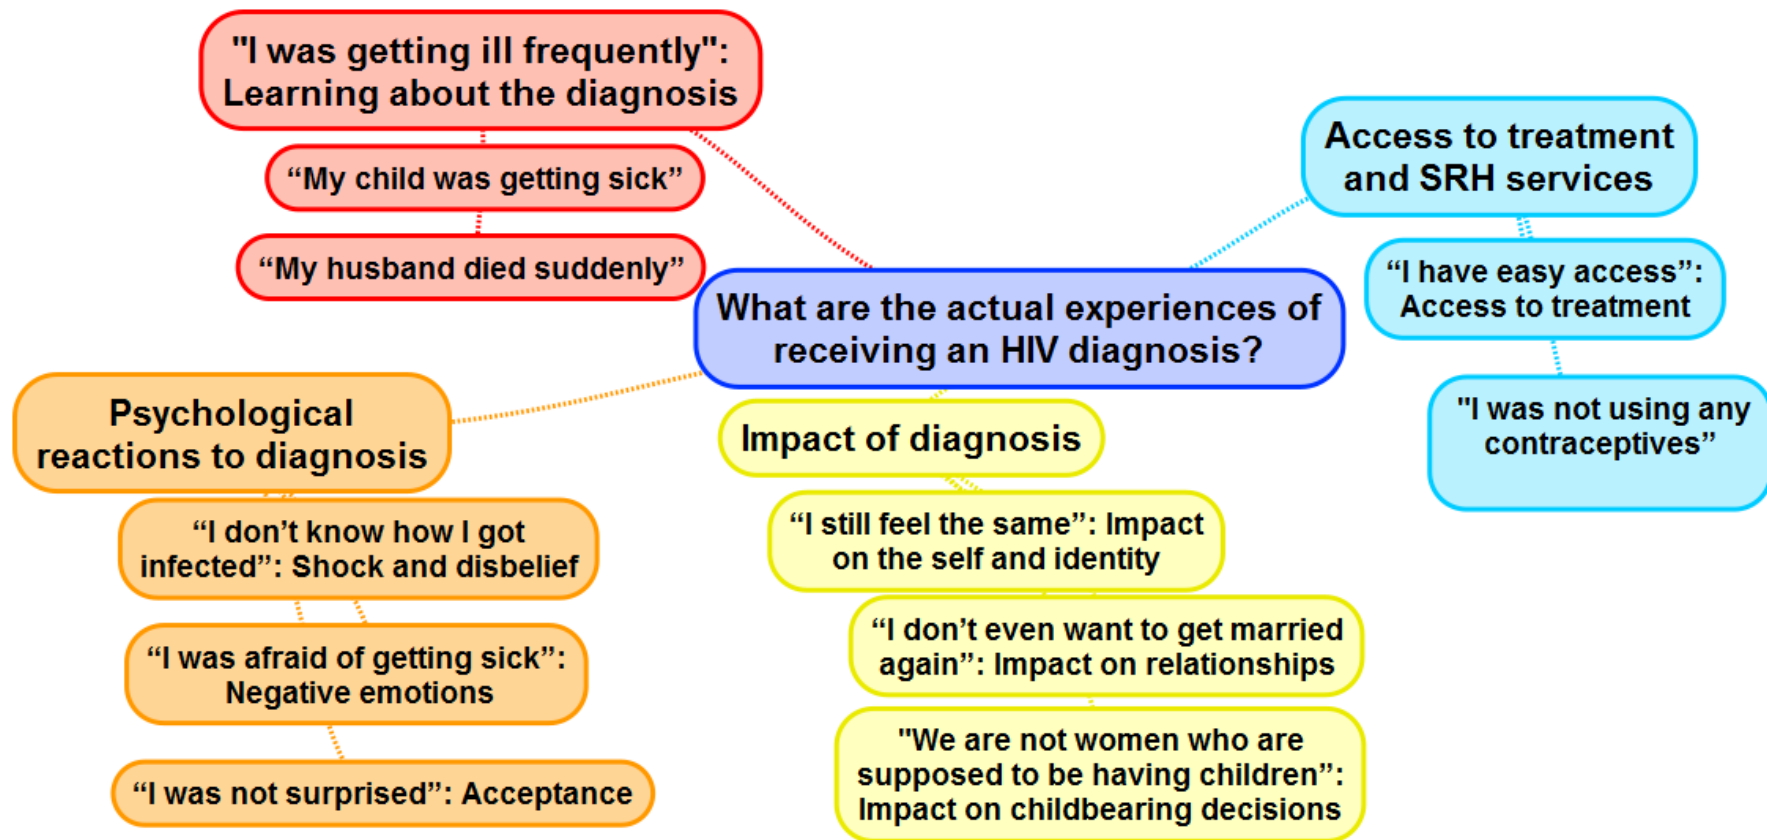 "I was getting ill frequently":
Learning about the diagnosis
“My child was getting sick”
“My husband died suddenly”
Access to treatment
and SRH services
“I have easy access”:
Access to treatment
"I was not using any
contraceptives”
What are the actual experiences of
receiving an HIV diagnosis?
Psychological
reactions to diagnosis
“I don’t know how I got
infected”: Shock and disbelief
“I was afraid of getting sick”:
Negative emotions
“I was not surprised”: Acceptance
Impact of diagnosis
“I still feel the same”: Impact
on the self and identity
“I don’t even want to get married
again”: Impact on relationships
"We are not women who are
supposed to be having children”:
Impact on childbearing decisions